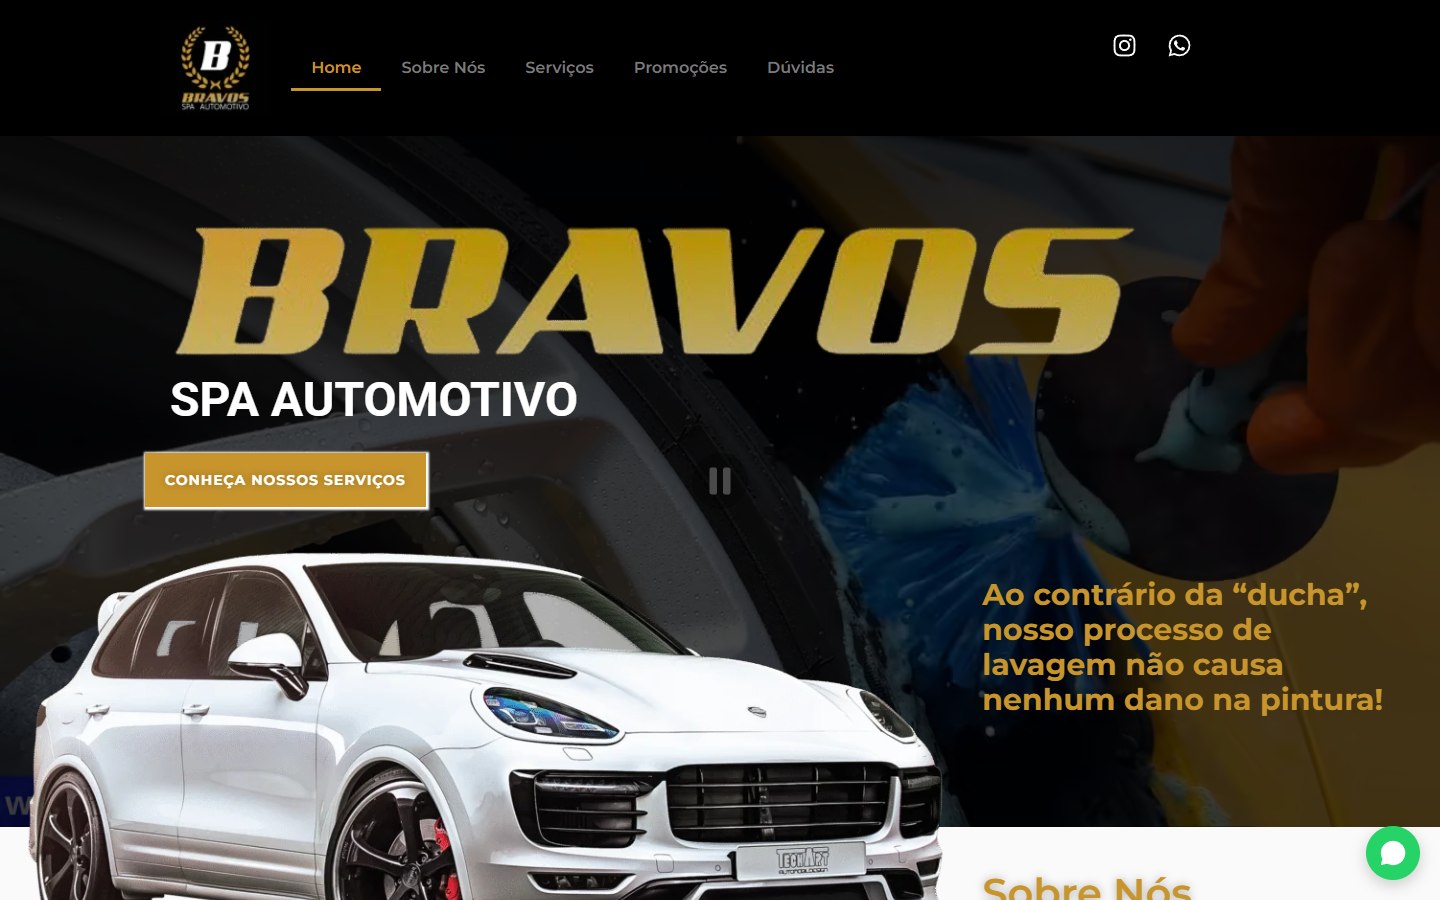 B
BRAVOS
SPA AUTOMOTIVO
Home
Sobre Nós
Serviços
Promoções
Dúvidas
BRAVOS
SPA AUTOMOTIVO
CONHEÇA NOSSOS SERVIÇOS
Ao contrário da “ducha”,
nosso processo de
lavagem não causa
nenhum dano na pintura!
TECHART
AUTOMOBILDESIGN
Sobre Nós